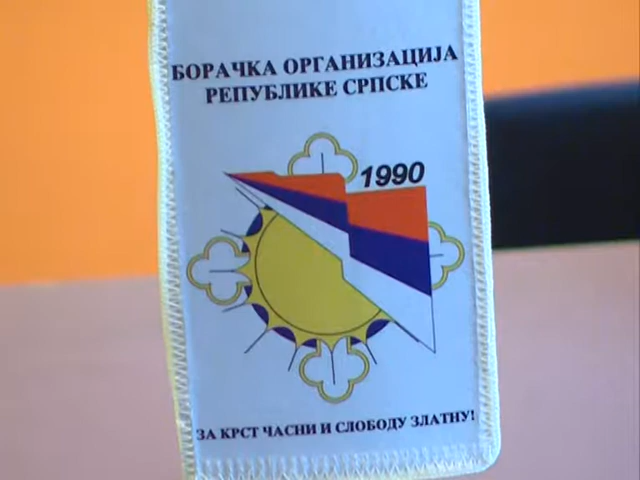 БОРАЧКА ОРГАНИЗАЦИЈА
РЕПУБЛИКЕ СРПСКЕ
1990
ЗА КРСТ ЧАСНИ И СЛОБОДУ ЗЛАТНУ!